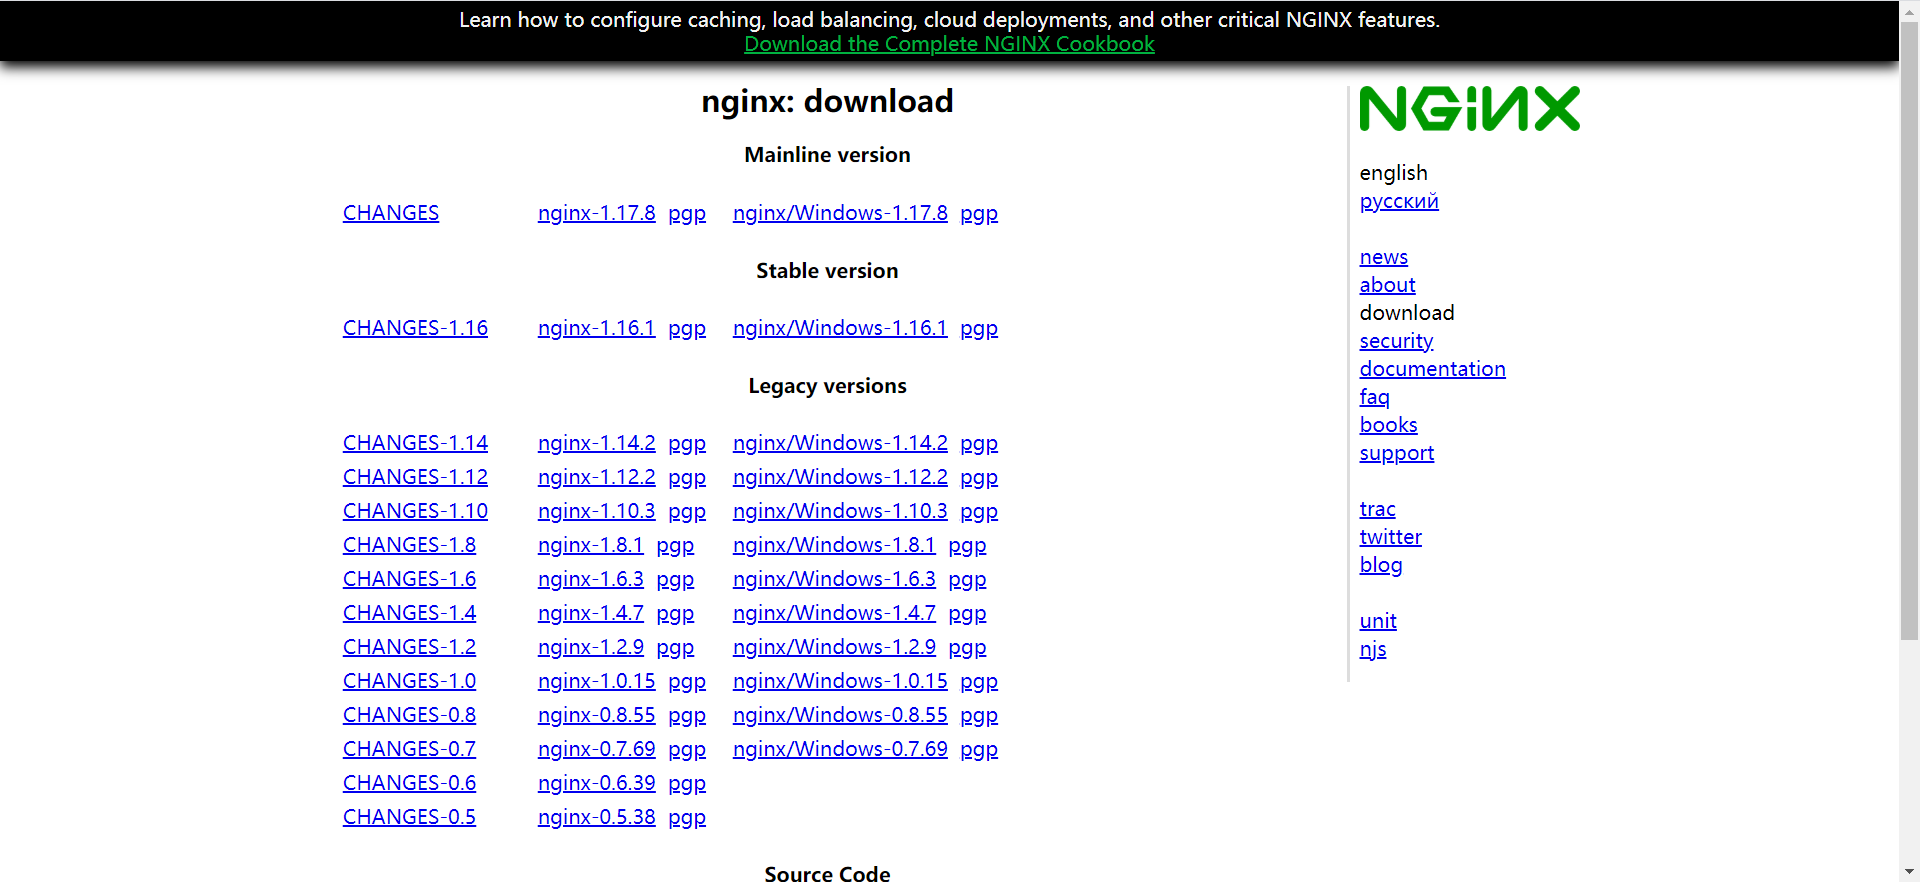 Learn how to configure caching, load balancing, cloud deployments, and other critical NGINX features.
Download the Complete NGINX Cookbook
nginx: download
Mainline version
CHANGES nginx-1.17.8 pgp nginx/Windows-1.17.8 pgp
Stable version
CHANGES-1.16 nginx-1.16.1 pgp nginx/Windows-1.16.1 pgp
Legacy versions
CHANGES-1.14 nginx-1.14.2 pgp nginx/Windows-1.14.2 pgp
CHANGES-1.12 nginx-1.12.2 pgp nginx/Windows-1.12.2 pgp
CHANGES-1.10 nginx-1.10.3 pgp nginx/Windows-1.10.3 pgp
CHANGES-1.8 nginx-1.8.1 pgp nginx/Windows-1.8.1 pgp
CHANGES-1.6 nginx-1.6.3 pgp nginx/Windows-1.6.3 pgp
CHANGES-1.4 nginx-1.4.7 pgp nginx/Windows-1.4.7 pgp
CHANGES-1.2 nginx-1.2.9 pgp nginx/Windows-1.2.9 pgp
CHANGES-1.0 nginx-1.0.15 pgp nginx/Windows-1.0.15 pgp
CHANGES-0.8 nginx-0.8.55 pgp nginx/Windows-0.8.55 pgp
CHANGES-0.7 nginx-0.7.69 pgp nginx/Windows-0.7.69 pgp
CHANGES-0.6 nginx-0.6.39 pgp
CHANGES-0.5 nginx-0.5.38 pgp
Source Code
NGINX
english
русский
news
about
download
security
documentation
faq
books
support
trac
twitter
blog
unit
njs